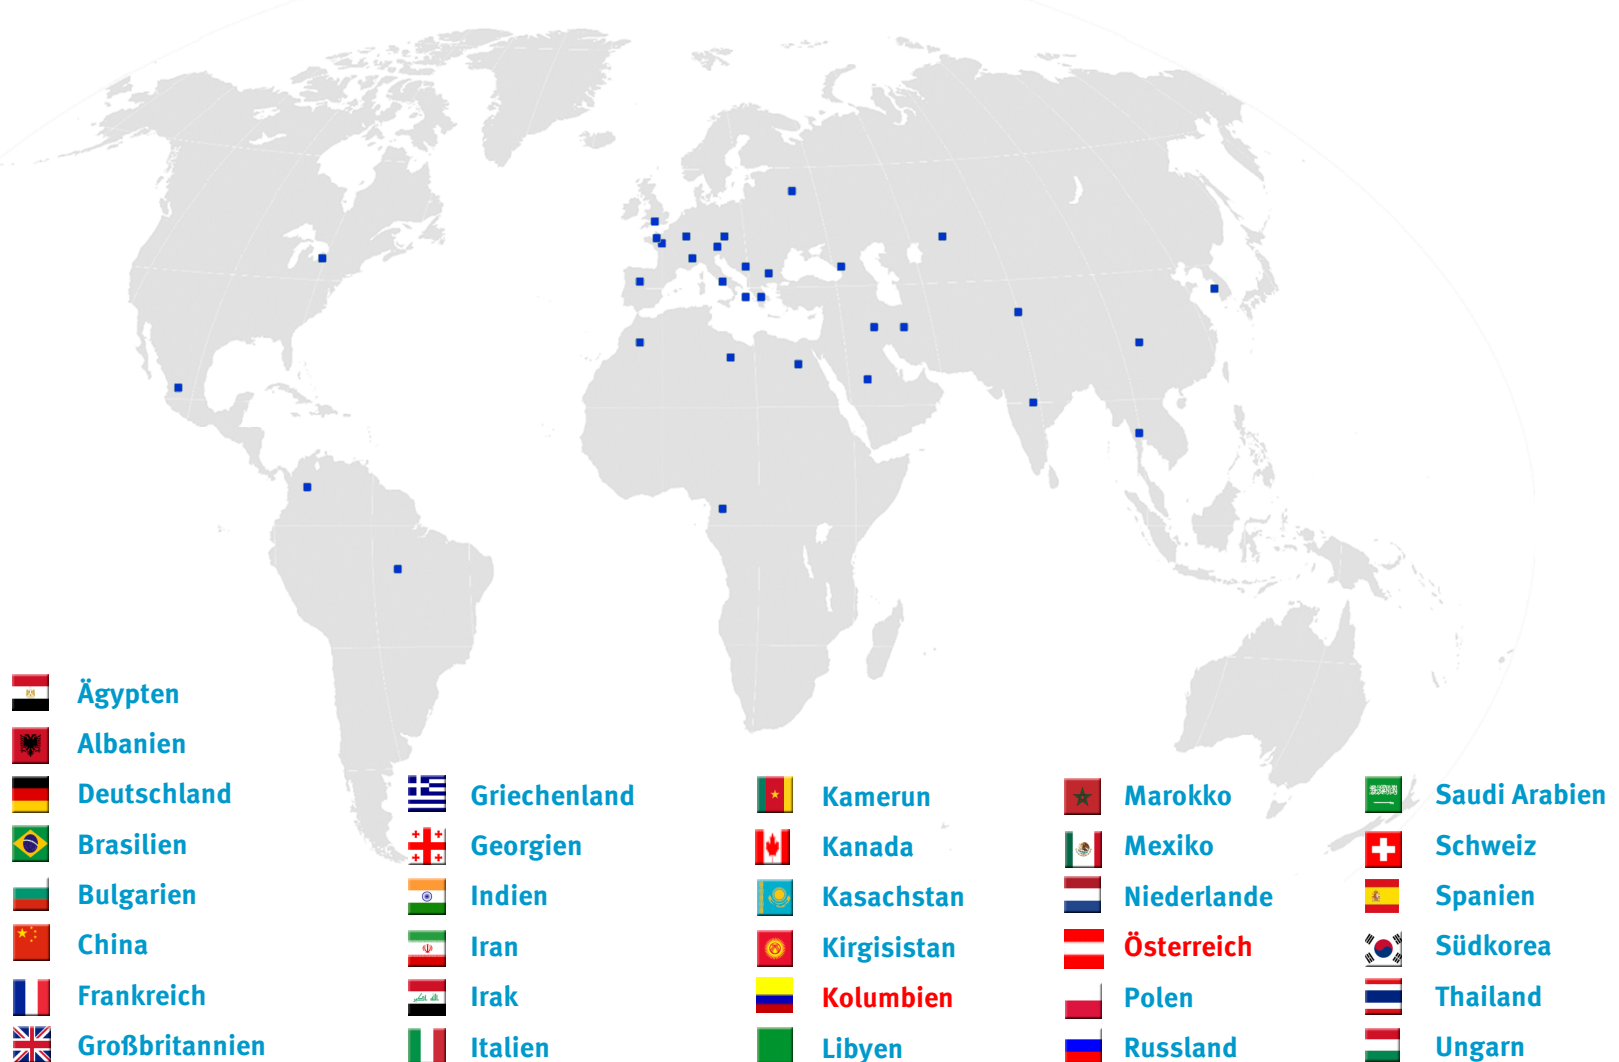 Ägypten
Albanien
Deutschland
Brasilien
Bulgarien
China
Frankreich
Großbritannien
Griechenland
Georgien
Indien
Iran
Irak
Italien
Kamerun
Kanada
Kasachstan
Kirgisistan
Kolumbien
Libyen
Marokko
Mexiko
Niederlande
Österreich
Polen
Russland
Saudi Arabien
Schweiz
Spanien
Südkorea
Thailand
Ungarn